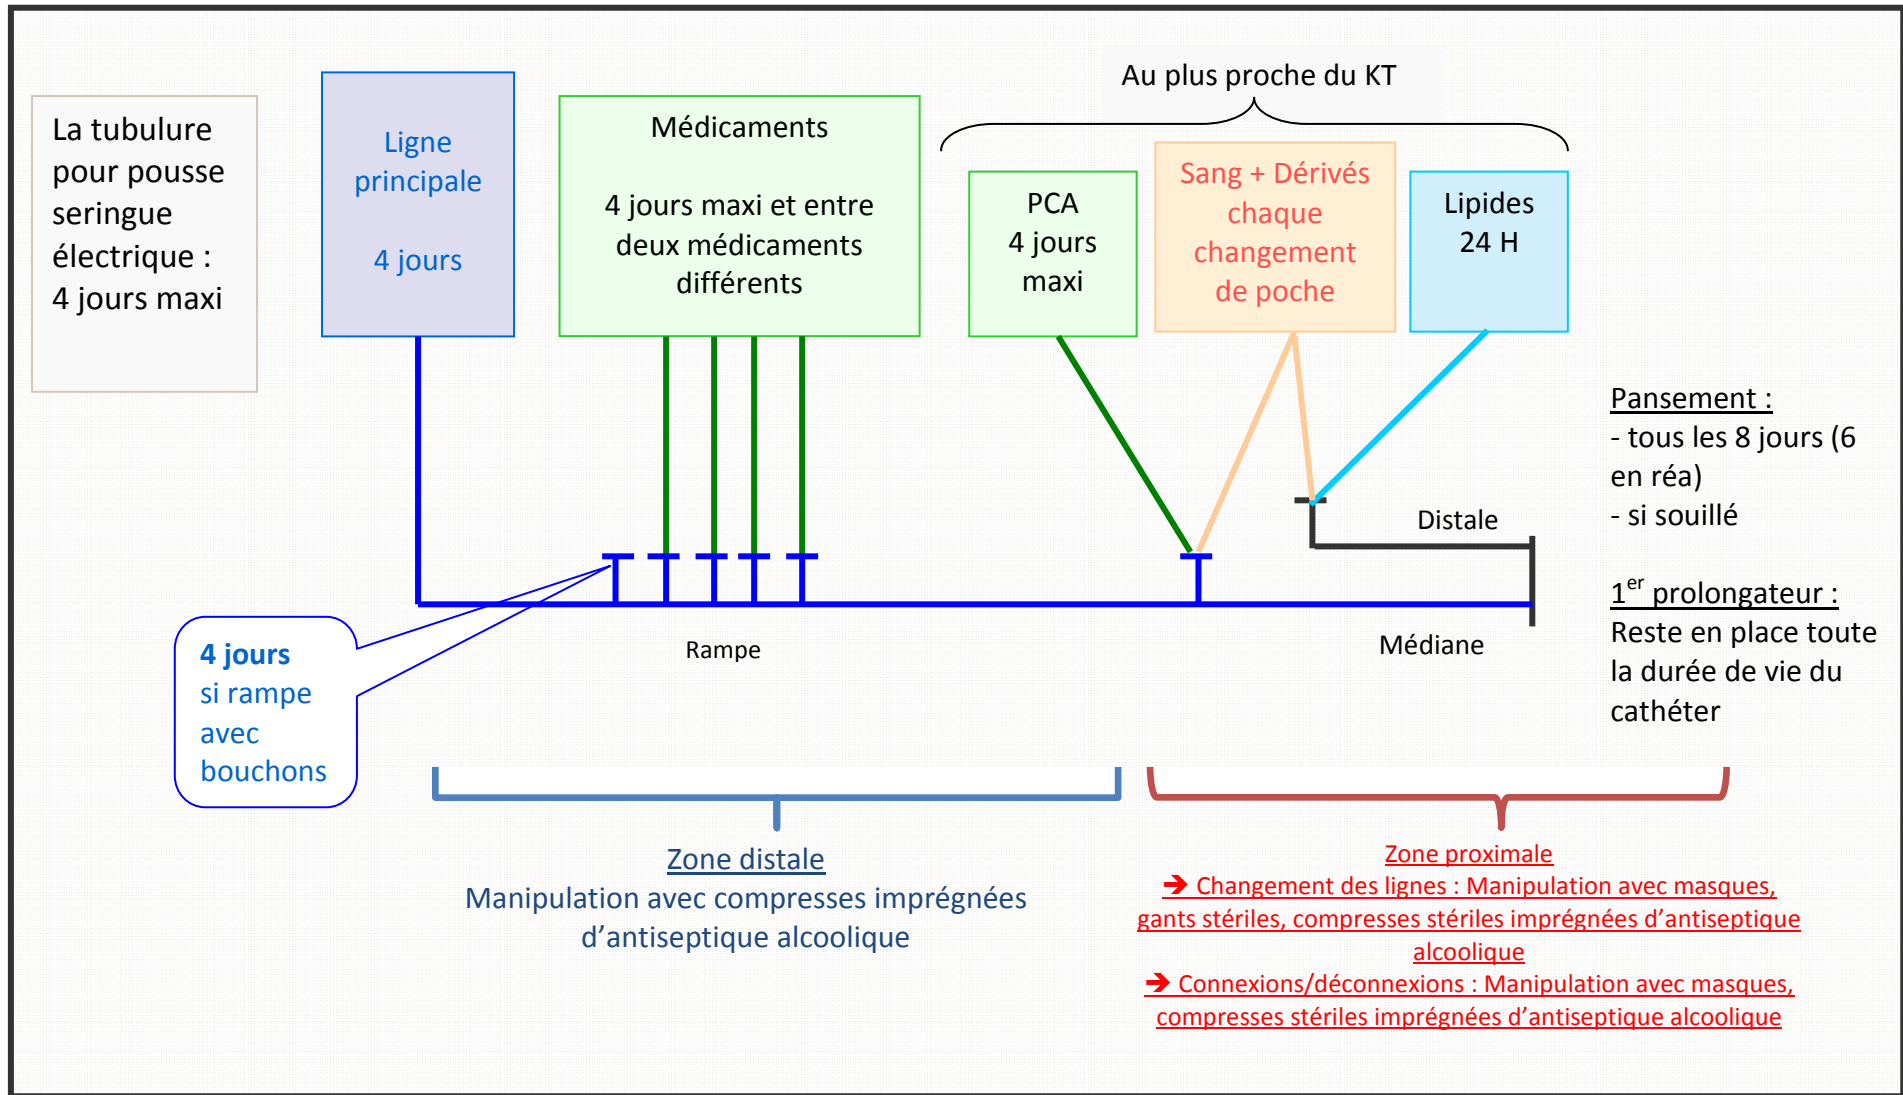 La tubulure
pour pousse
seringue
électrique :
4 jours maxi
Ligne
principale
4 jours
Médicaments
4 jours maxi et entre
deux médicaments
différents
Au plus proche du KT
PCA
4 jours
maxi
Sang + Dérivés
chaque
changement
de poche
Lipides
24 H
Pansement :
- tous les 8 jours (6
en réa)
- si souillé
1er prolongateur :
Reste en place toute
la durée de vie du
cathéter
Distale
Médiane
Rampe
4 jours
si rampe
avec
bouchons
Zone distale
Manipulation avec compresses imprégnées
d’antiseptique alcoolique
Zone proximale
➔ Changement des lignes : Manipulation avec masques,
gants stériles, compresses stériles imprégnées d’antiseptique
alcoolique
➔ Connexions/déconnexions : Manipulation avec masques,
compresses stériles imprégnées d’antiseptique alcoolique